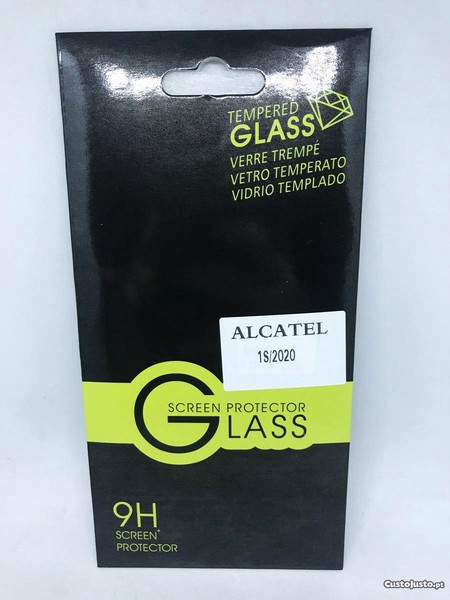 TEMPERED
GLASS
VERRE TREMPÉ
VETRO TEMPERATO
VIDRIO TEMPLADO
ALCATEL
1S/2020
SCREEN PROTECTOR
GLASS
9H
SCREEN+
PROTECTOR
CustoJusto.pt